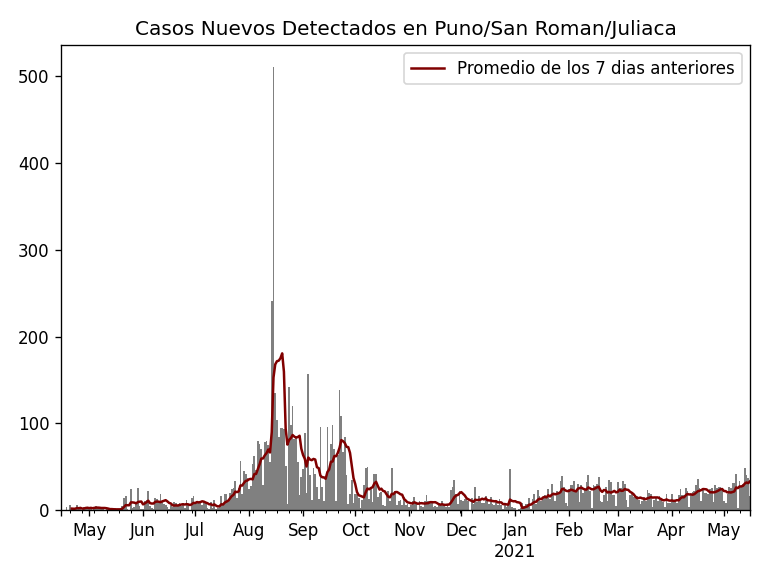 Casos Nuevos Detectados en Puno/San Roman/Juliaca
Promedio de los 7 dias anteriores
500
400
300
200
100
0
May Jun Jul Aug Sep Oct Nov Dec Jan Feb Mar Apr May
2021